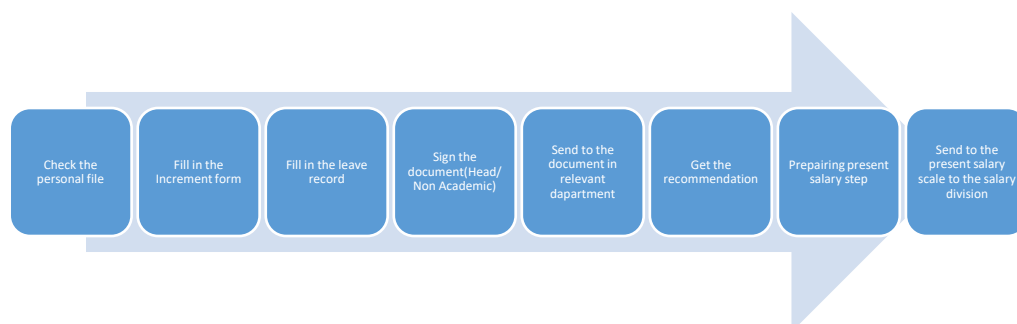 Check the
personal file
Fill in the
Increment form
Fill in the leave
record
Sign the
document(Head/
Non Academic)
Send to the
document in
relevant
dapartment
Get the
recommendation
Prepairing present
salary step
Send to the
present salary
scale to the salary
division